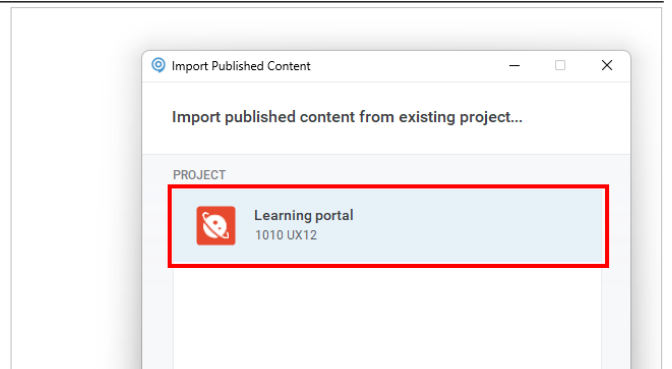 Import Published Content
Import published content from existing project...
PROJECT
Learning portal
1010 UX12